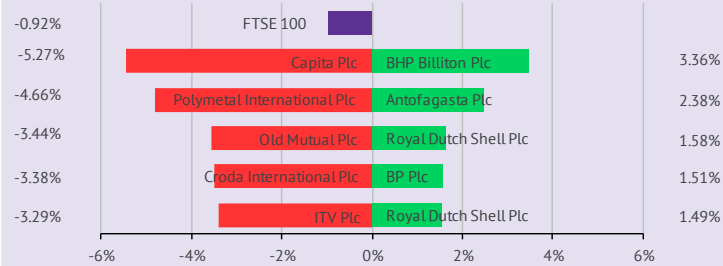 -0.92% FTSE 100
-5.27% Capita Plc BHP Billiton Plc 3.36%
-4.66% Polymetal International Plc Antofagasta Plc 2.38%
-3.44% Old Mutual Plc Royal Dutch Shell Plc 1.58%
-3.38% Croda International Plc BP Plc 1.51%
-3.29% ITV Plc Royal Dutch Shell Plc 1.49%
-6% -4% -2% 0% 2% 4% 6%